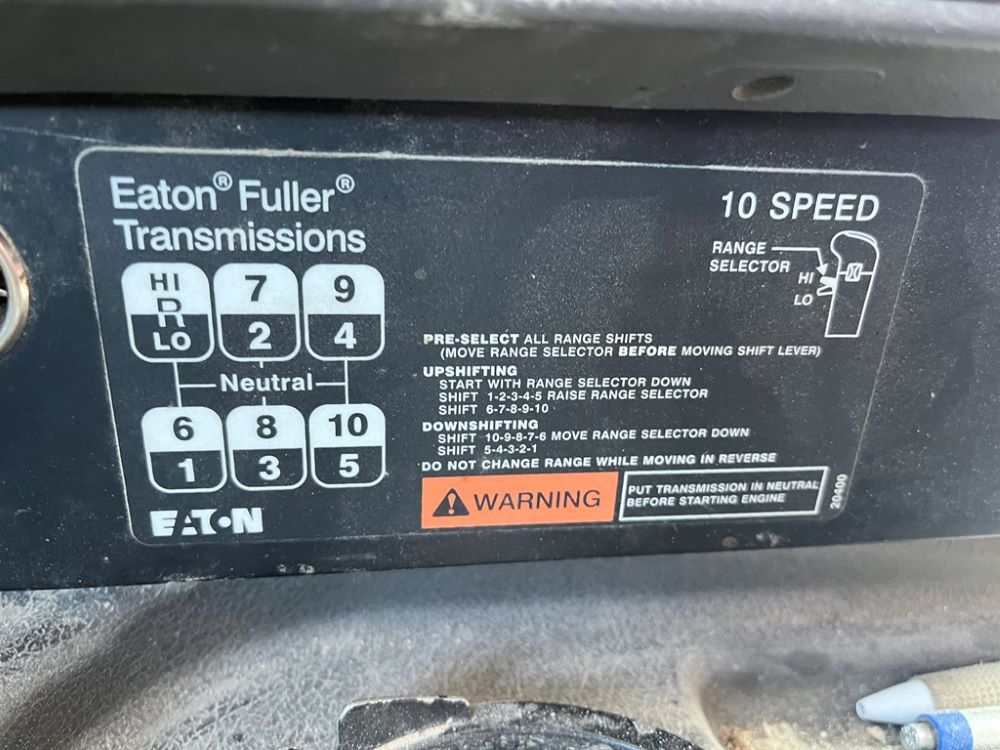 Eaton® Fuller®
Transmissions
10 SPEED
RANGE
SELECTOR
HI
LO
HI
R
LO
7
2
9
4
Neutral
6
1
8
3
10
5
PRE-SELECT ALL RANGE SHIFTS
(MOVE RANGE SELECTOR BEFORE MOVING SHIFT LEVER)
UPSHIFTING
START WITH RANGE SELECTOR DOWN
SHIFT 1-2-3-4-5 RAISE RANGE SELECTOR
SHIFT 6-7-8-9-10
DOWNSHIFTING
SHIFT 10-9-8-7-6 MOVE RANGE SELECTOR DOWN
SHIFT 5-4-3-2-1
DO NOT CHANGE RANGE WHILE MOVING IN REVERSE
WARNING
PUT TRANSMISSION IN NEUTRAL
BEFORE STARTING ENGINE
20400
EATON